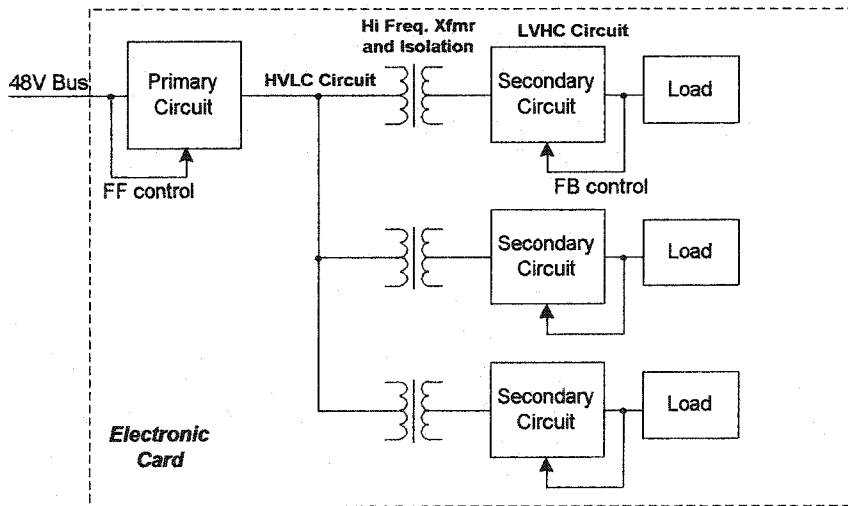 Hi Freq. Xfmr
and Isolation
LVHC Circuit
48V Bus
Primary
Circuit
HVLC Circuit
Secondary
Circuit
Load
FF control
FB control
Secondary
Circuit
Load
Secondary
Circuit
Load
Electronic
Card